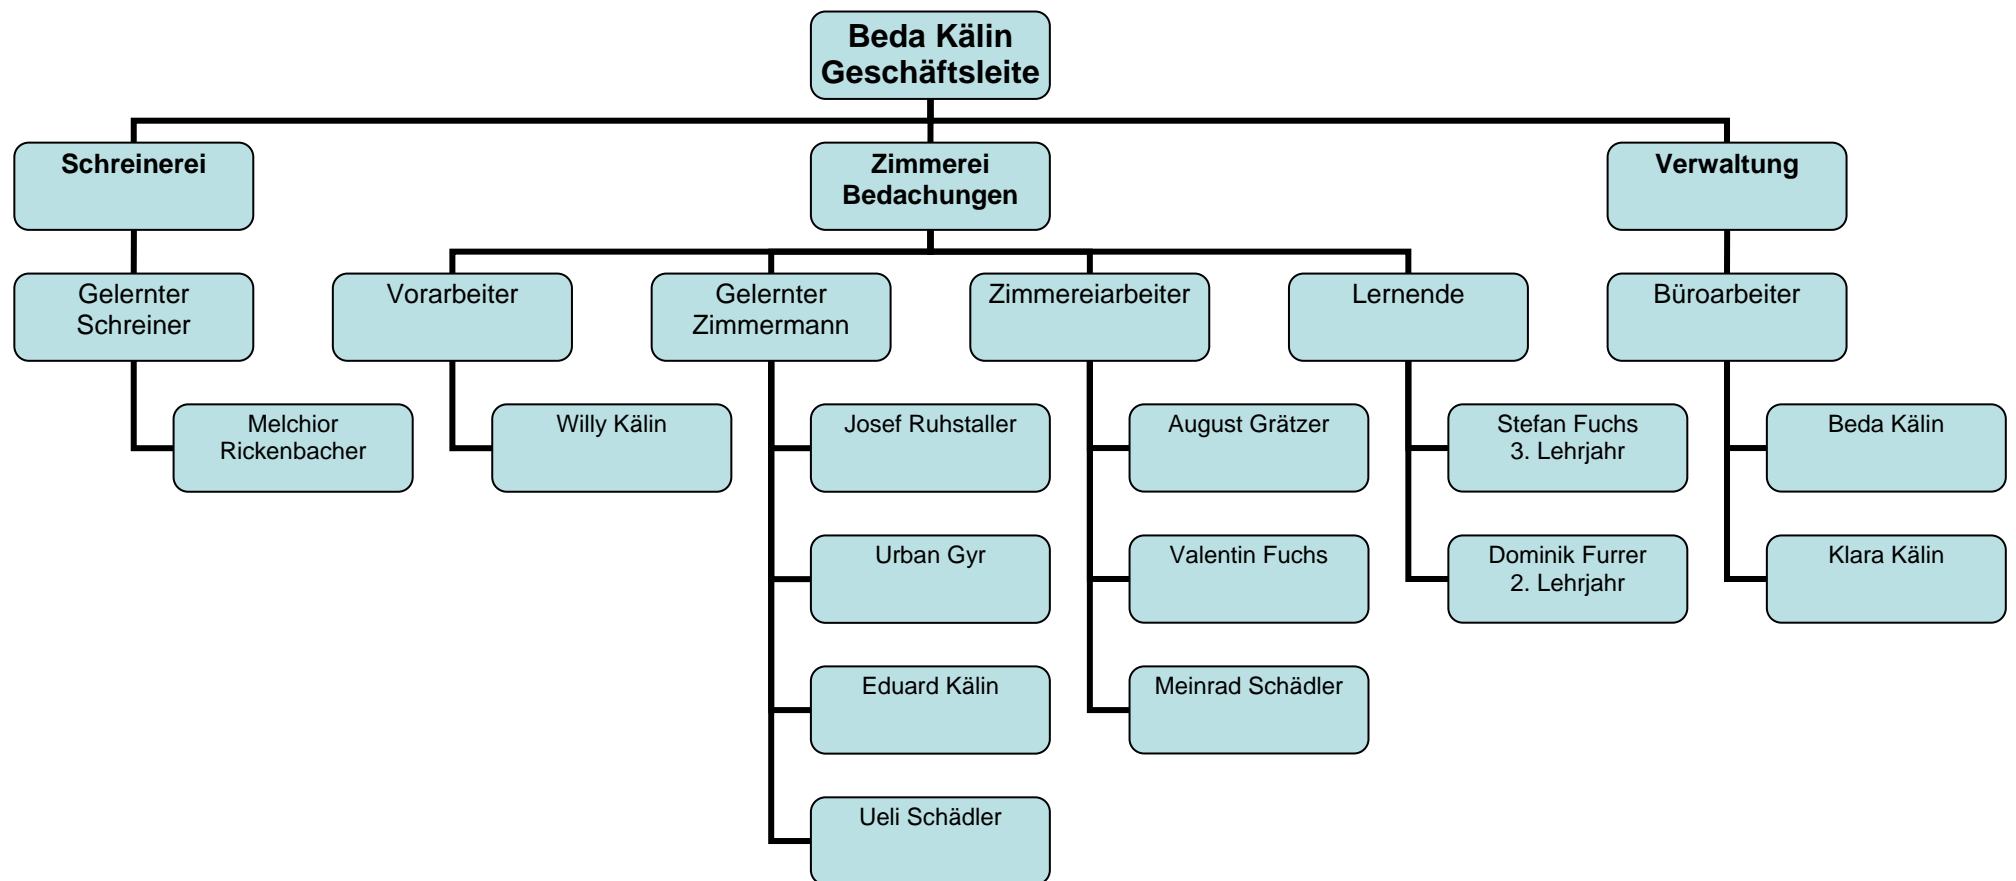 Beda Kälin
Geschäftsleite
Schreinerei
Zimmerei
Bedachungen
Verwaltung
Gelernter
Schreiner
Vorarbeiter
Gelernter
Zimmermann
Zimmereiarbeiter
Lernende
Büroarbeiter
Melchior
Rickenbacher
Willy Kälin
Josef Ruhstaller
August Grätzer
Stefan Fuchs
3. Lehrjahr
Beda Kälin
Urban Gyr
Valentin Fuchs
Dominik Furrer
2. Lehrjahr
Klara Kälin
Eduard Kälin
Meinrad Schädler
Ueli Schädler